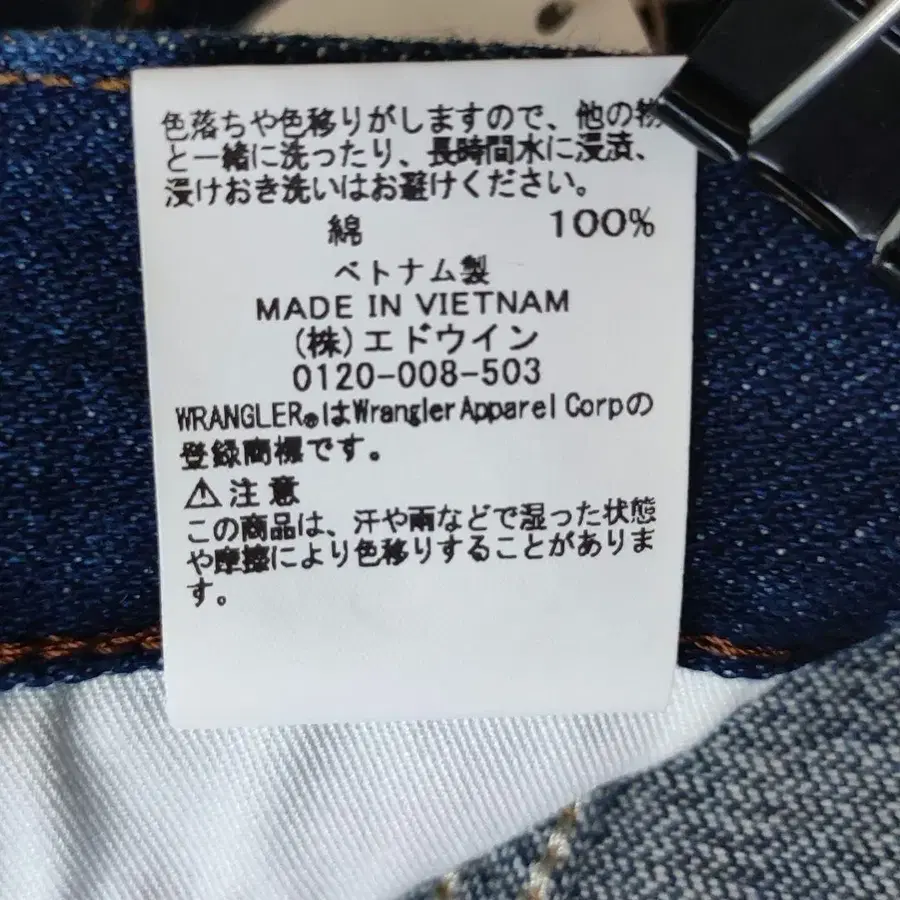 色落ちや色移りがしますので、他の物
と一緒に洗ったり、長時間水に浸漬、
浸けおき洗いはお避けください。
綿 100%
ベトナム製
MADE IN VIETNAM
(株)エドウイン
0120-008-503
WRANGLER®はWrangler Apparel Corpの
登録商標です。
⚠注意
この商品は、汗や雨などで湿った状態
や摩擦により色移りすることがありま
す。